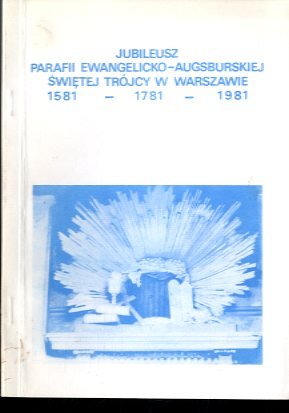 JUBILEUSZ
PARAFII EWANGELICKO-AUGSBURSKIEJ
ŚWIĘTEJ TRÓJCY W WARSZAWIE
1581 – 1781 – 1981